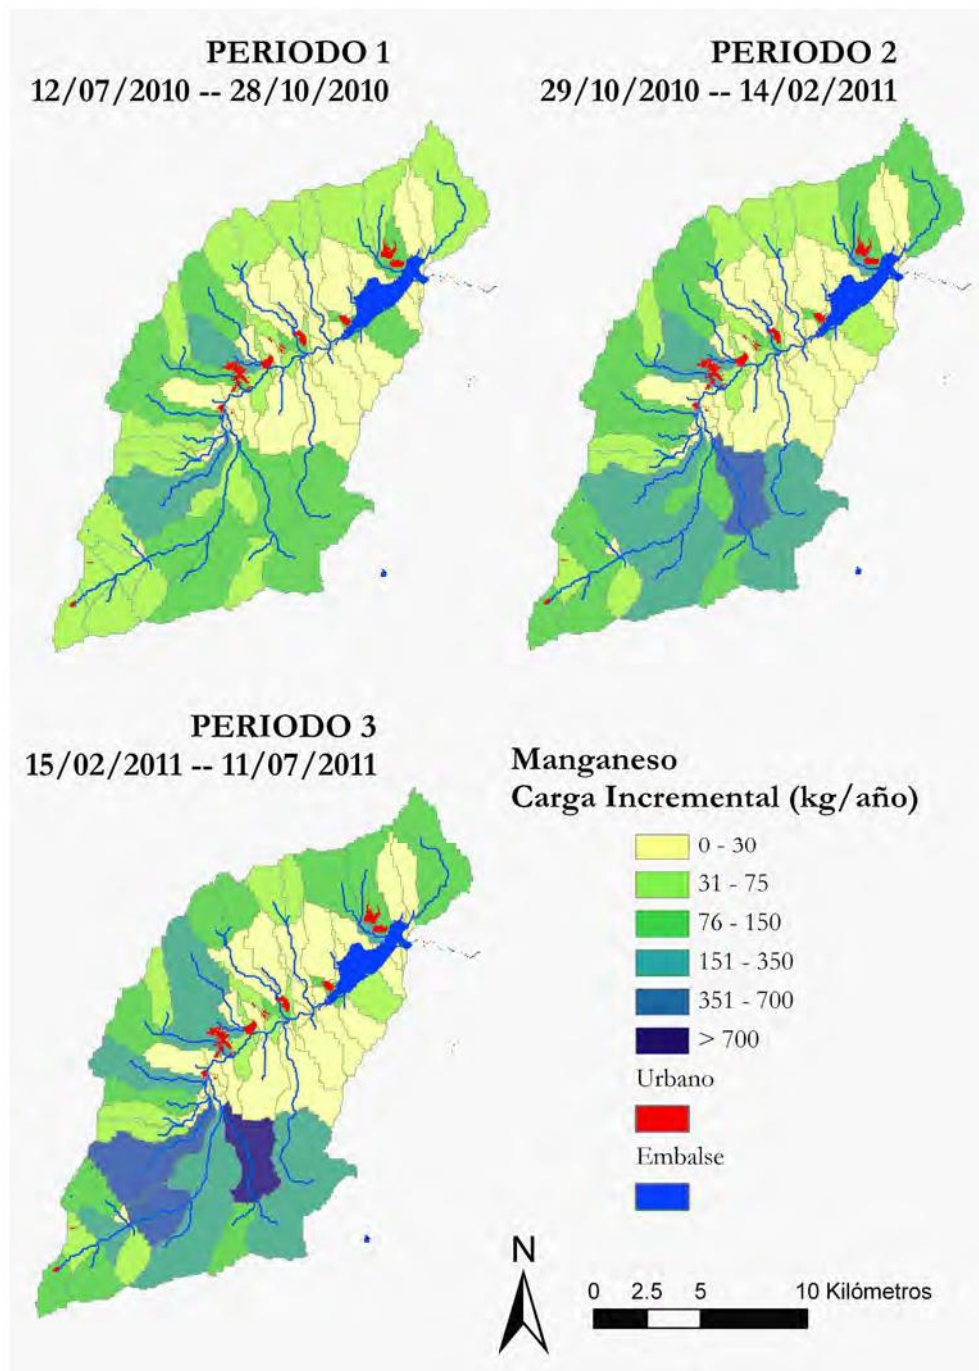 PERIODO 1
12/07/2010 -- 28/10/2010
PERIODO 2
29/10/2010 -- 14/02/2011
PERIODO 3
15/02/2011 -- 11/07/2011
Manganeso
Carga Incremental (kg/año)
0 - 30
31 - 75
76 - 150
151 - 350
351 - 700
> 700
Urbano
Embalse
N
0 2.5 5 10 Kilómetros